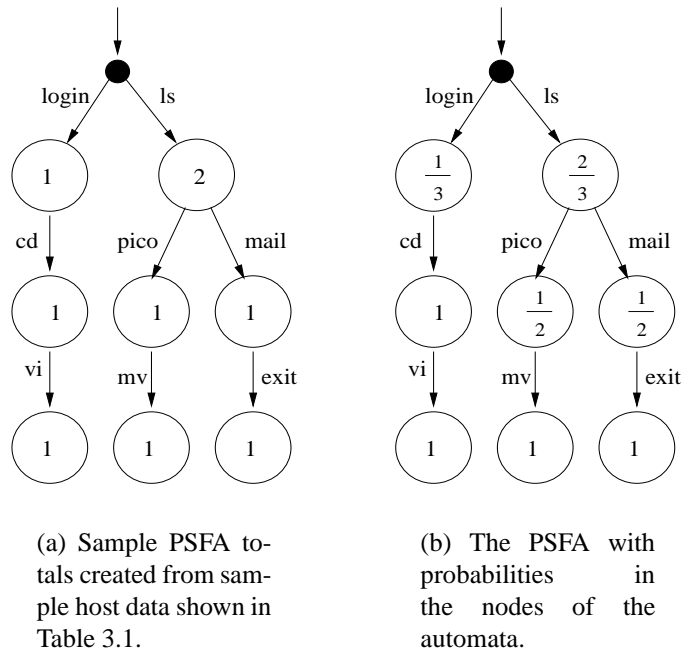 login ls
1 2
cd pico mail
1 1 1
vi mv exit
1 1 1
(a) Sample PSFA to-
tals created from sam-
ple host data shown in
Table 3.1.
login ls
1/3 2/3
cd pico mail
1 1/2 1/2
vi mv exit
1 1 1
(b) The PSFA with
probabilities in
the nodes of the
automata.